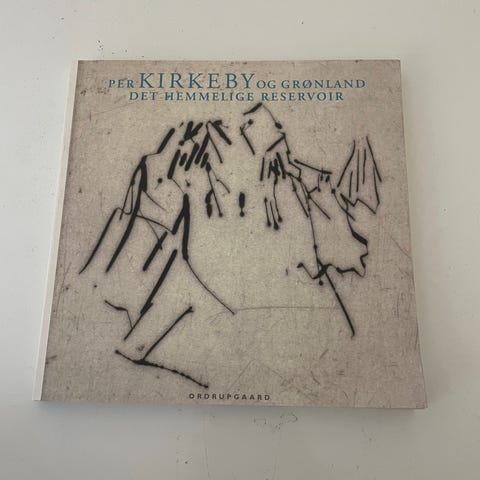 PER KIRKEBY OG GRØNLAND
DET HEMMELIGE RESERVOIR
ORDRUPGAARD